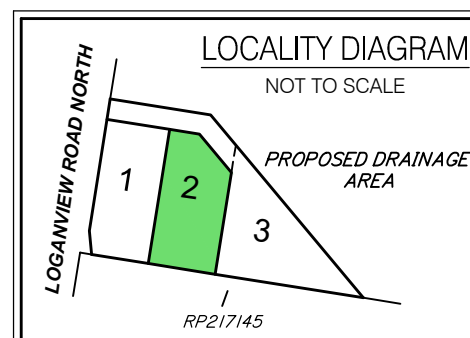 LOCALITY DIAGRAM
NOT TO SCALE
LOGANVIEW ROAD NORTH
PROPOSED DRAINAGE
AREA
1
2
3
RP217145